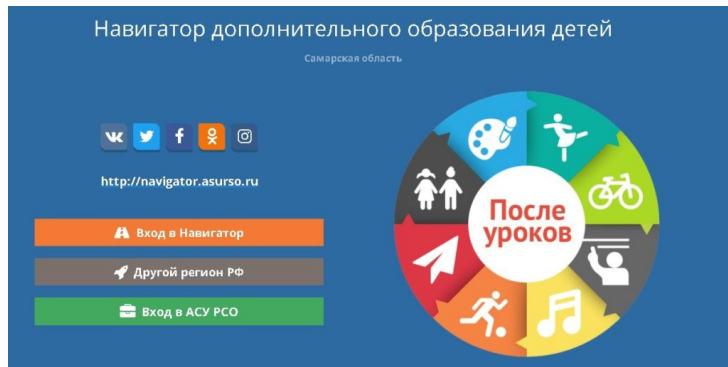 Навигатор дополнительного образования детей
Самарская область
http://navigator.asurso.ru
Вход в Навигатор
Другой регион РФ
Вход в АСУ РСО
После
уроков